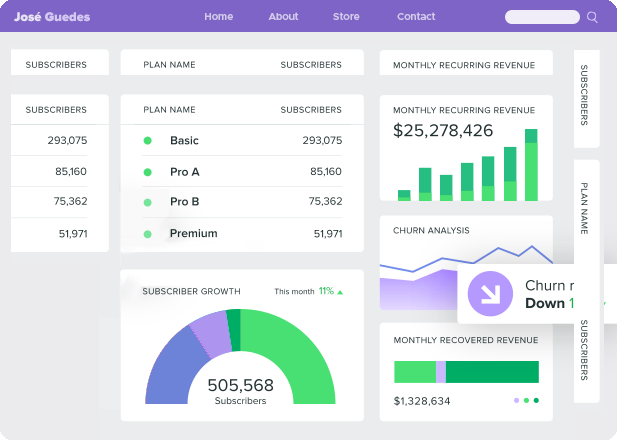 José Guedes
Home
About
Store
Contact
SUBSCRIBERS
PLAN NAME
SUBSCRIBERS
MONTHLY RECURRING REVENUE
SUBSCRIBERS
SUBSCRIBERS
293,075
85,160
75,362
51,971
PLAN NAME
SUBSCRIBERS
Basic
293,075
Pro A
85,160
Pro B
75,362
Premium
51,971
MONTHLY RECURRING REVENUE
$25,278,426
CHURN ANALYSIS
PLAN NAME
Churn
Down
SUBSCRIBER GROWTH
This month 11%
505,568
Subscribers
MONTHLY RECOVERED REVENUE
$1,328,634
SUBSCRIBERS